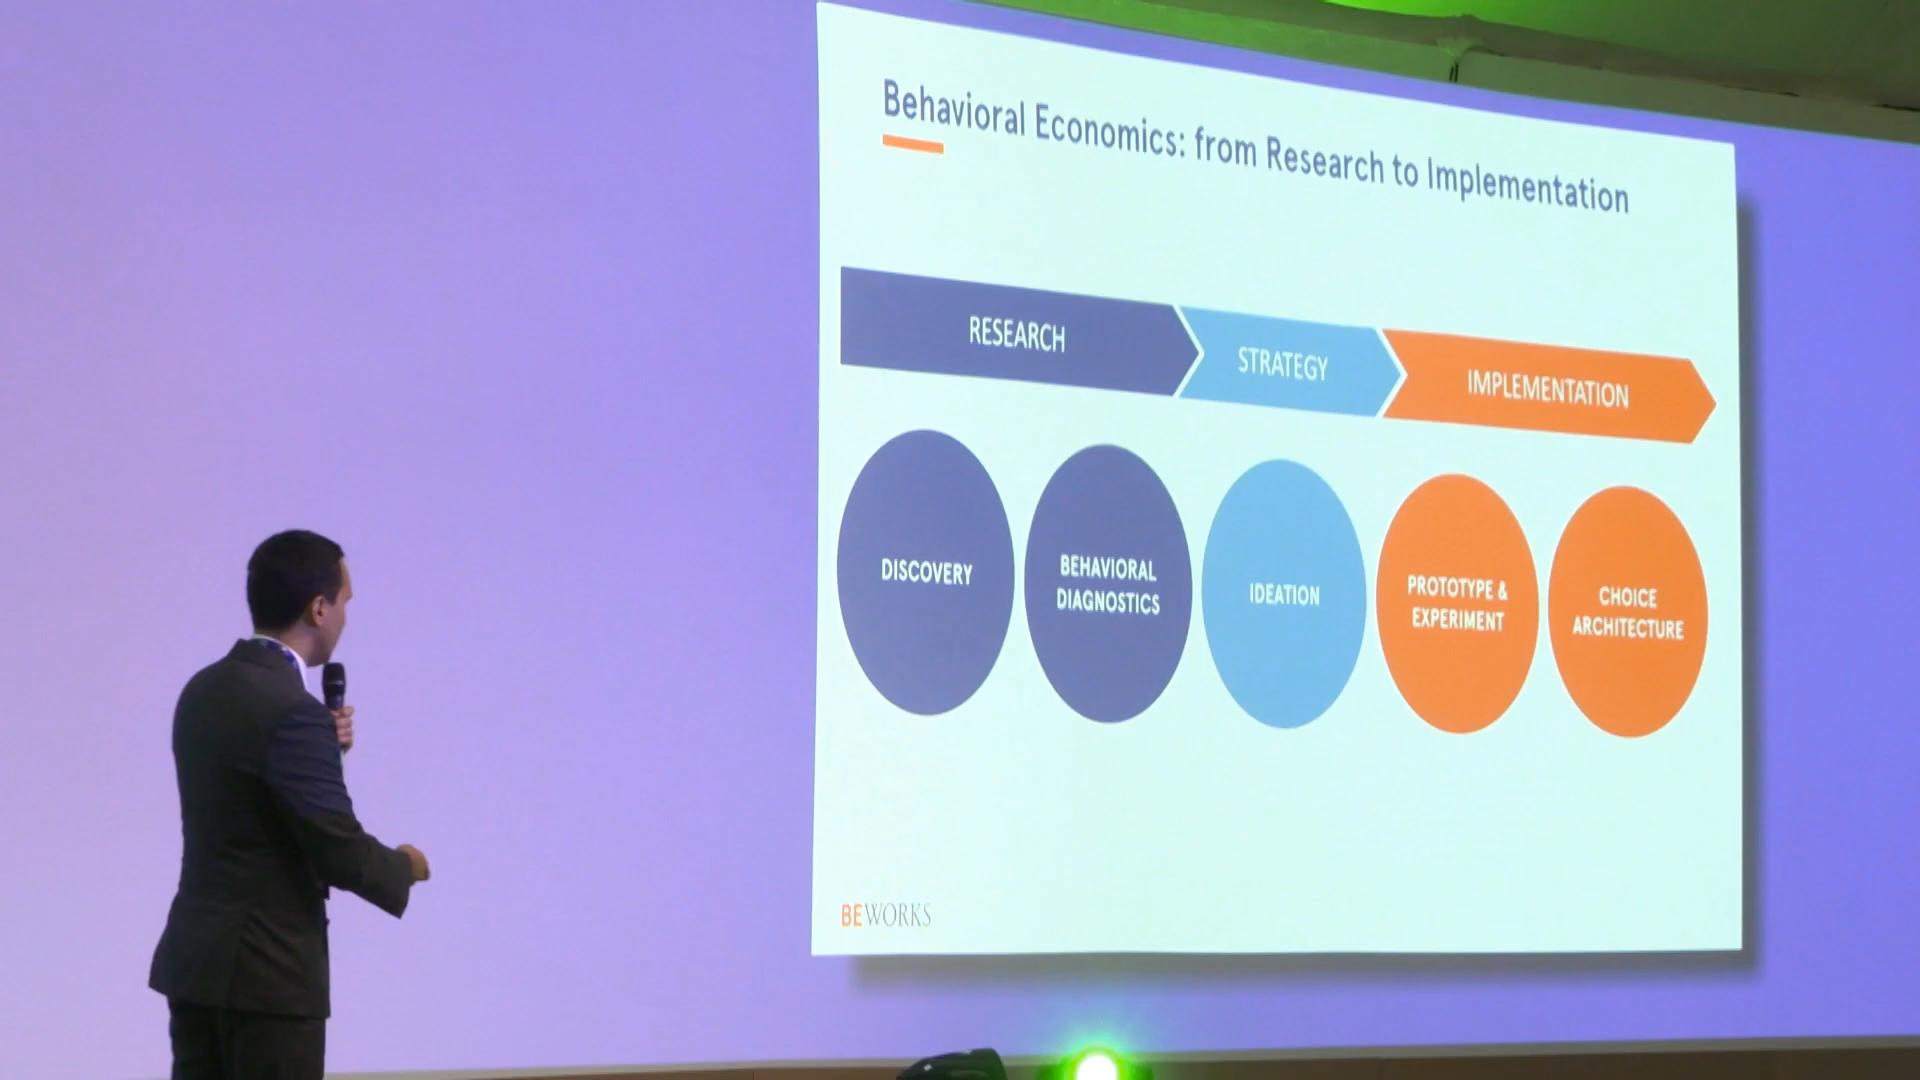 Behavioral Economics: from Research to Implementation
RESEARCH
STRATEGY
IMPLEMENTATION
DISCOVERY
BEHAVIORAL
DIAGNOSTICS
IDEATION
PROTOTYPE &
EXPERIMENT
CHOICE
ARCHITECTURE
BEWORKS